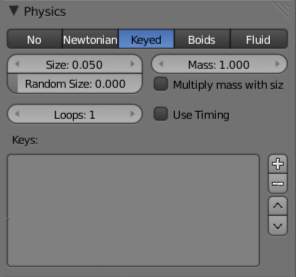 Physics
No Newtonian Keyed Boids Fluid
Size: 0.050 Mass: 1.000
Random Size: 0.000 Multiply mass with siz
Loops: 1 Use Timing
Keys: